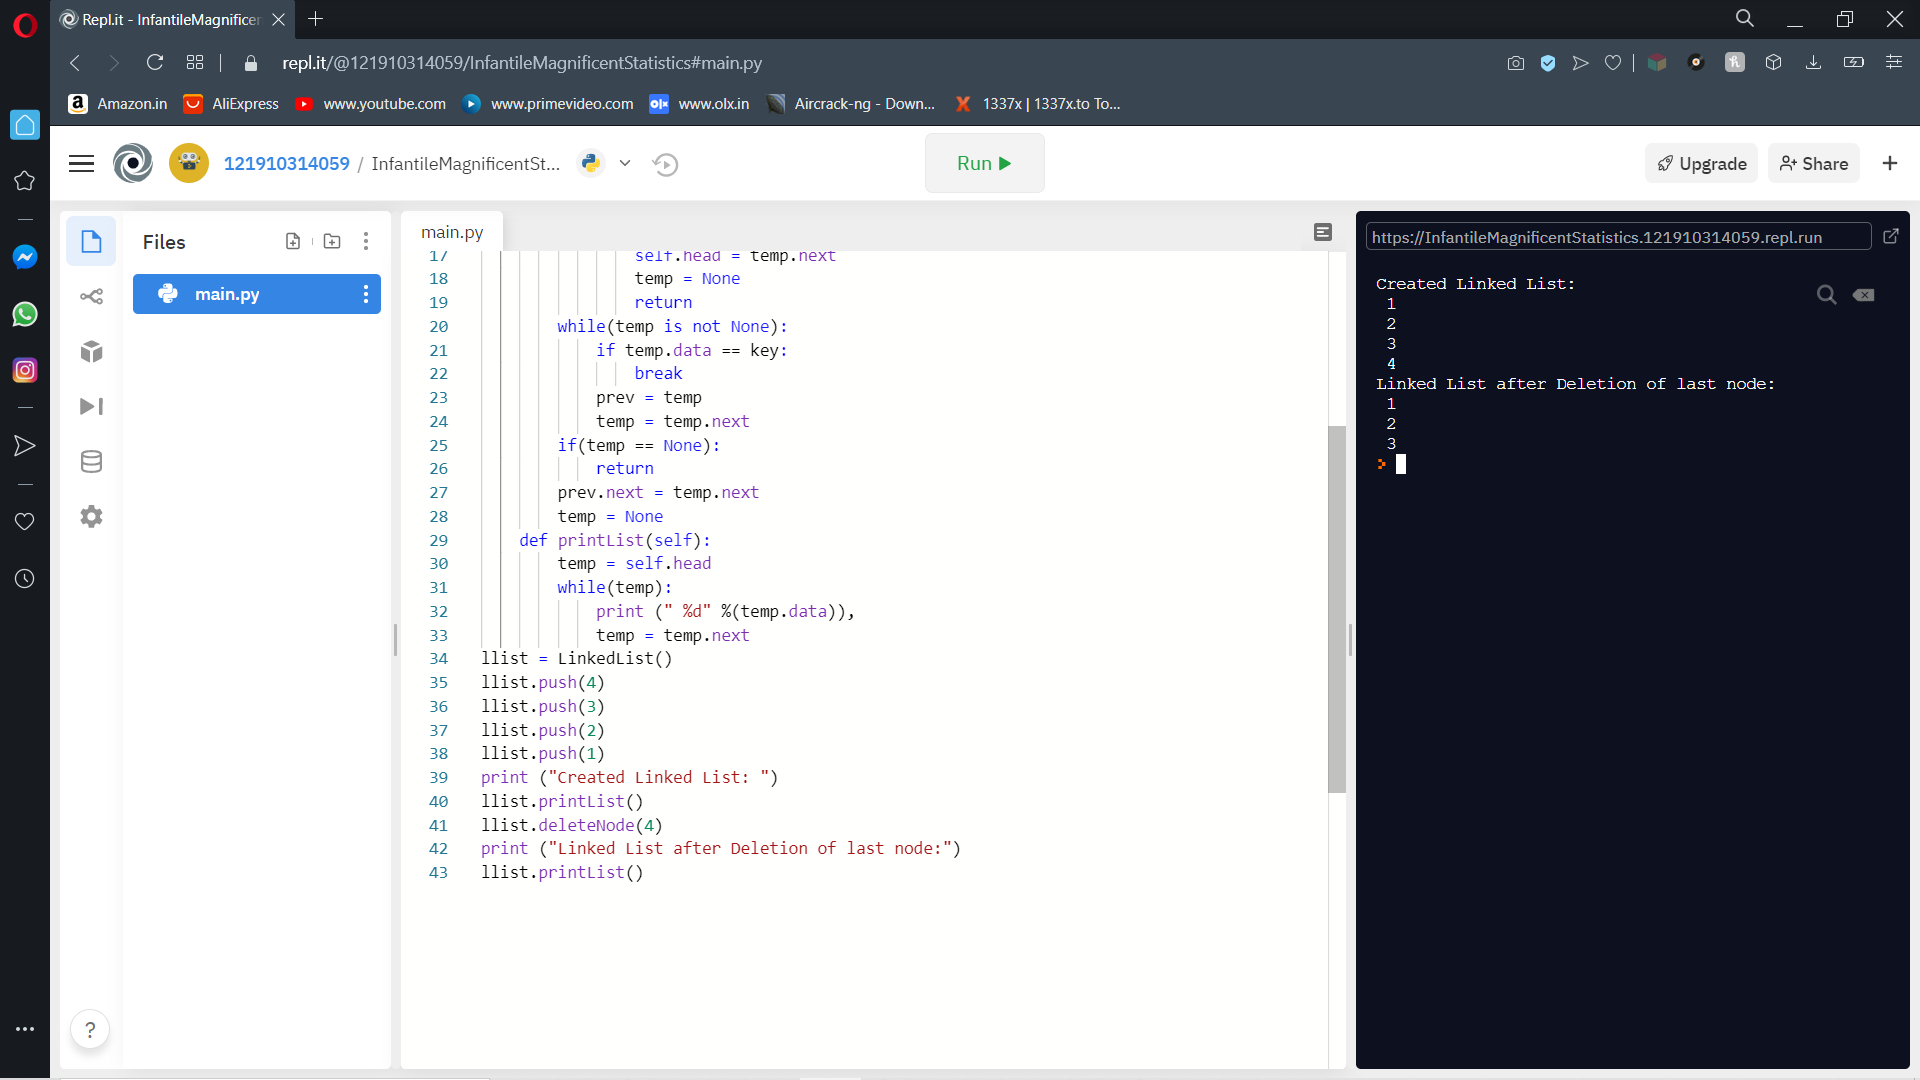 Repl.it - InfantileMagnificen
repl.it/@121910314059/InfantileMagnificentStatistics#main.py
Amazon.in AliExpress www.youtube.com www.primevideo.com www.olx.in Aircrack-ng - Down... 1337x | 1337x.to To...
121910314059 / InfantileMagnificentSt... Run Upgrade Share
Files
main.py
main.py
17 self.head = temp.next
18 temp = None
19 return
20 while(temp is not None):
21 if temp.data == key:
22 break
23 prev = temp
24 temp = temp.next
25 if(temp == None):
26 return
27 prev.next = temp.next
28 temp = None
29 def printList(self):
30 temp = self.head
31 while(temp):
32 print (" %d" %(temp.data)),
33 temp = temp.next
34 llist = LinkedList()
35 llist.push(4)
36 llist.push(3)
37 llist.push(2)
38 llist.push(1)
39 print ("Created Linked List: ")
40 llist.printList()
41 llist.deleteNode(4)
42 print ("Linked List after Deletion of last node:")
43 llist.printList()
https://InfantileMagnificentStatistics.121910314059.repl.run
Created Linked List:
1
2
3
4
Linked List after Deletion of last node:
1
2
3
>
?